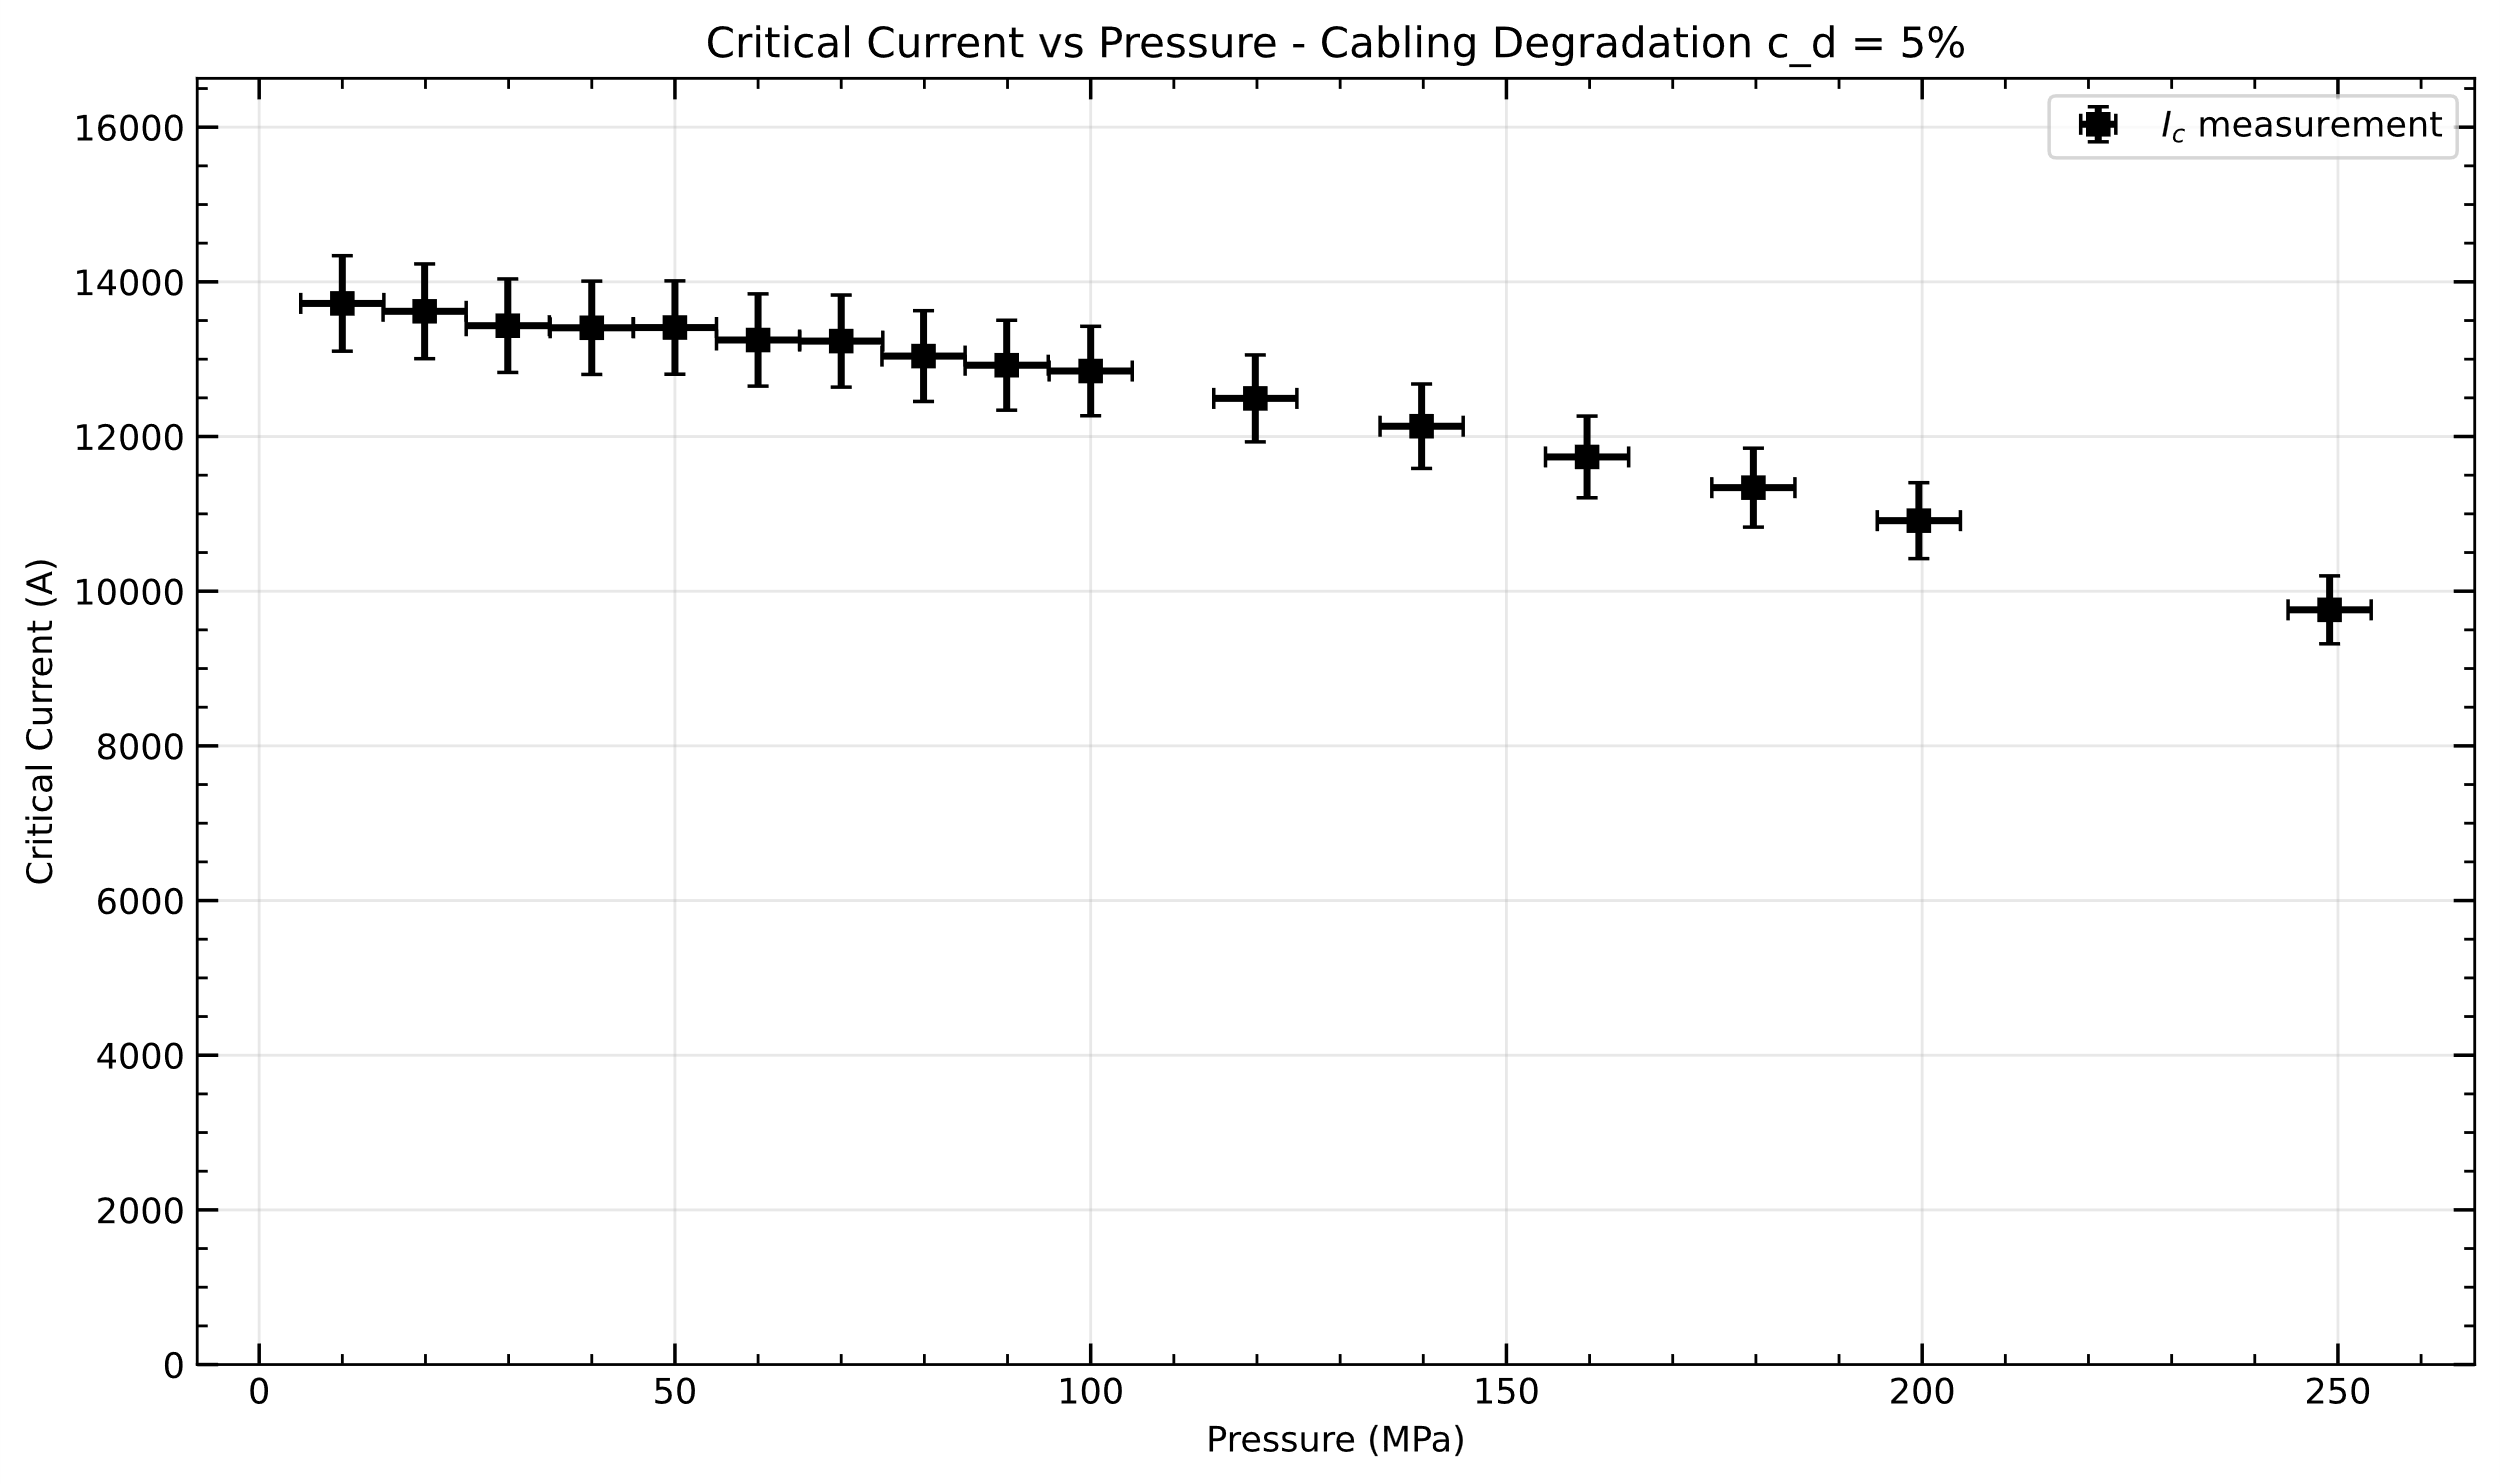 Critical Current vs Pressure - Cabling Degradation c_d = 5%
I_c measurement
Critical Current (A)
16000
14000
12000
10000
8000
6000
4000
2000
0
0 50 100 150 200 250
Pressure (MPa)